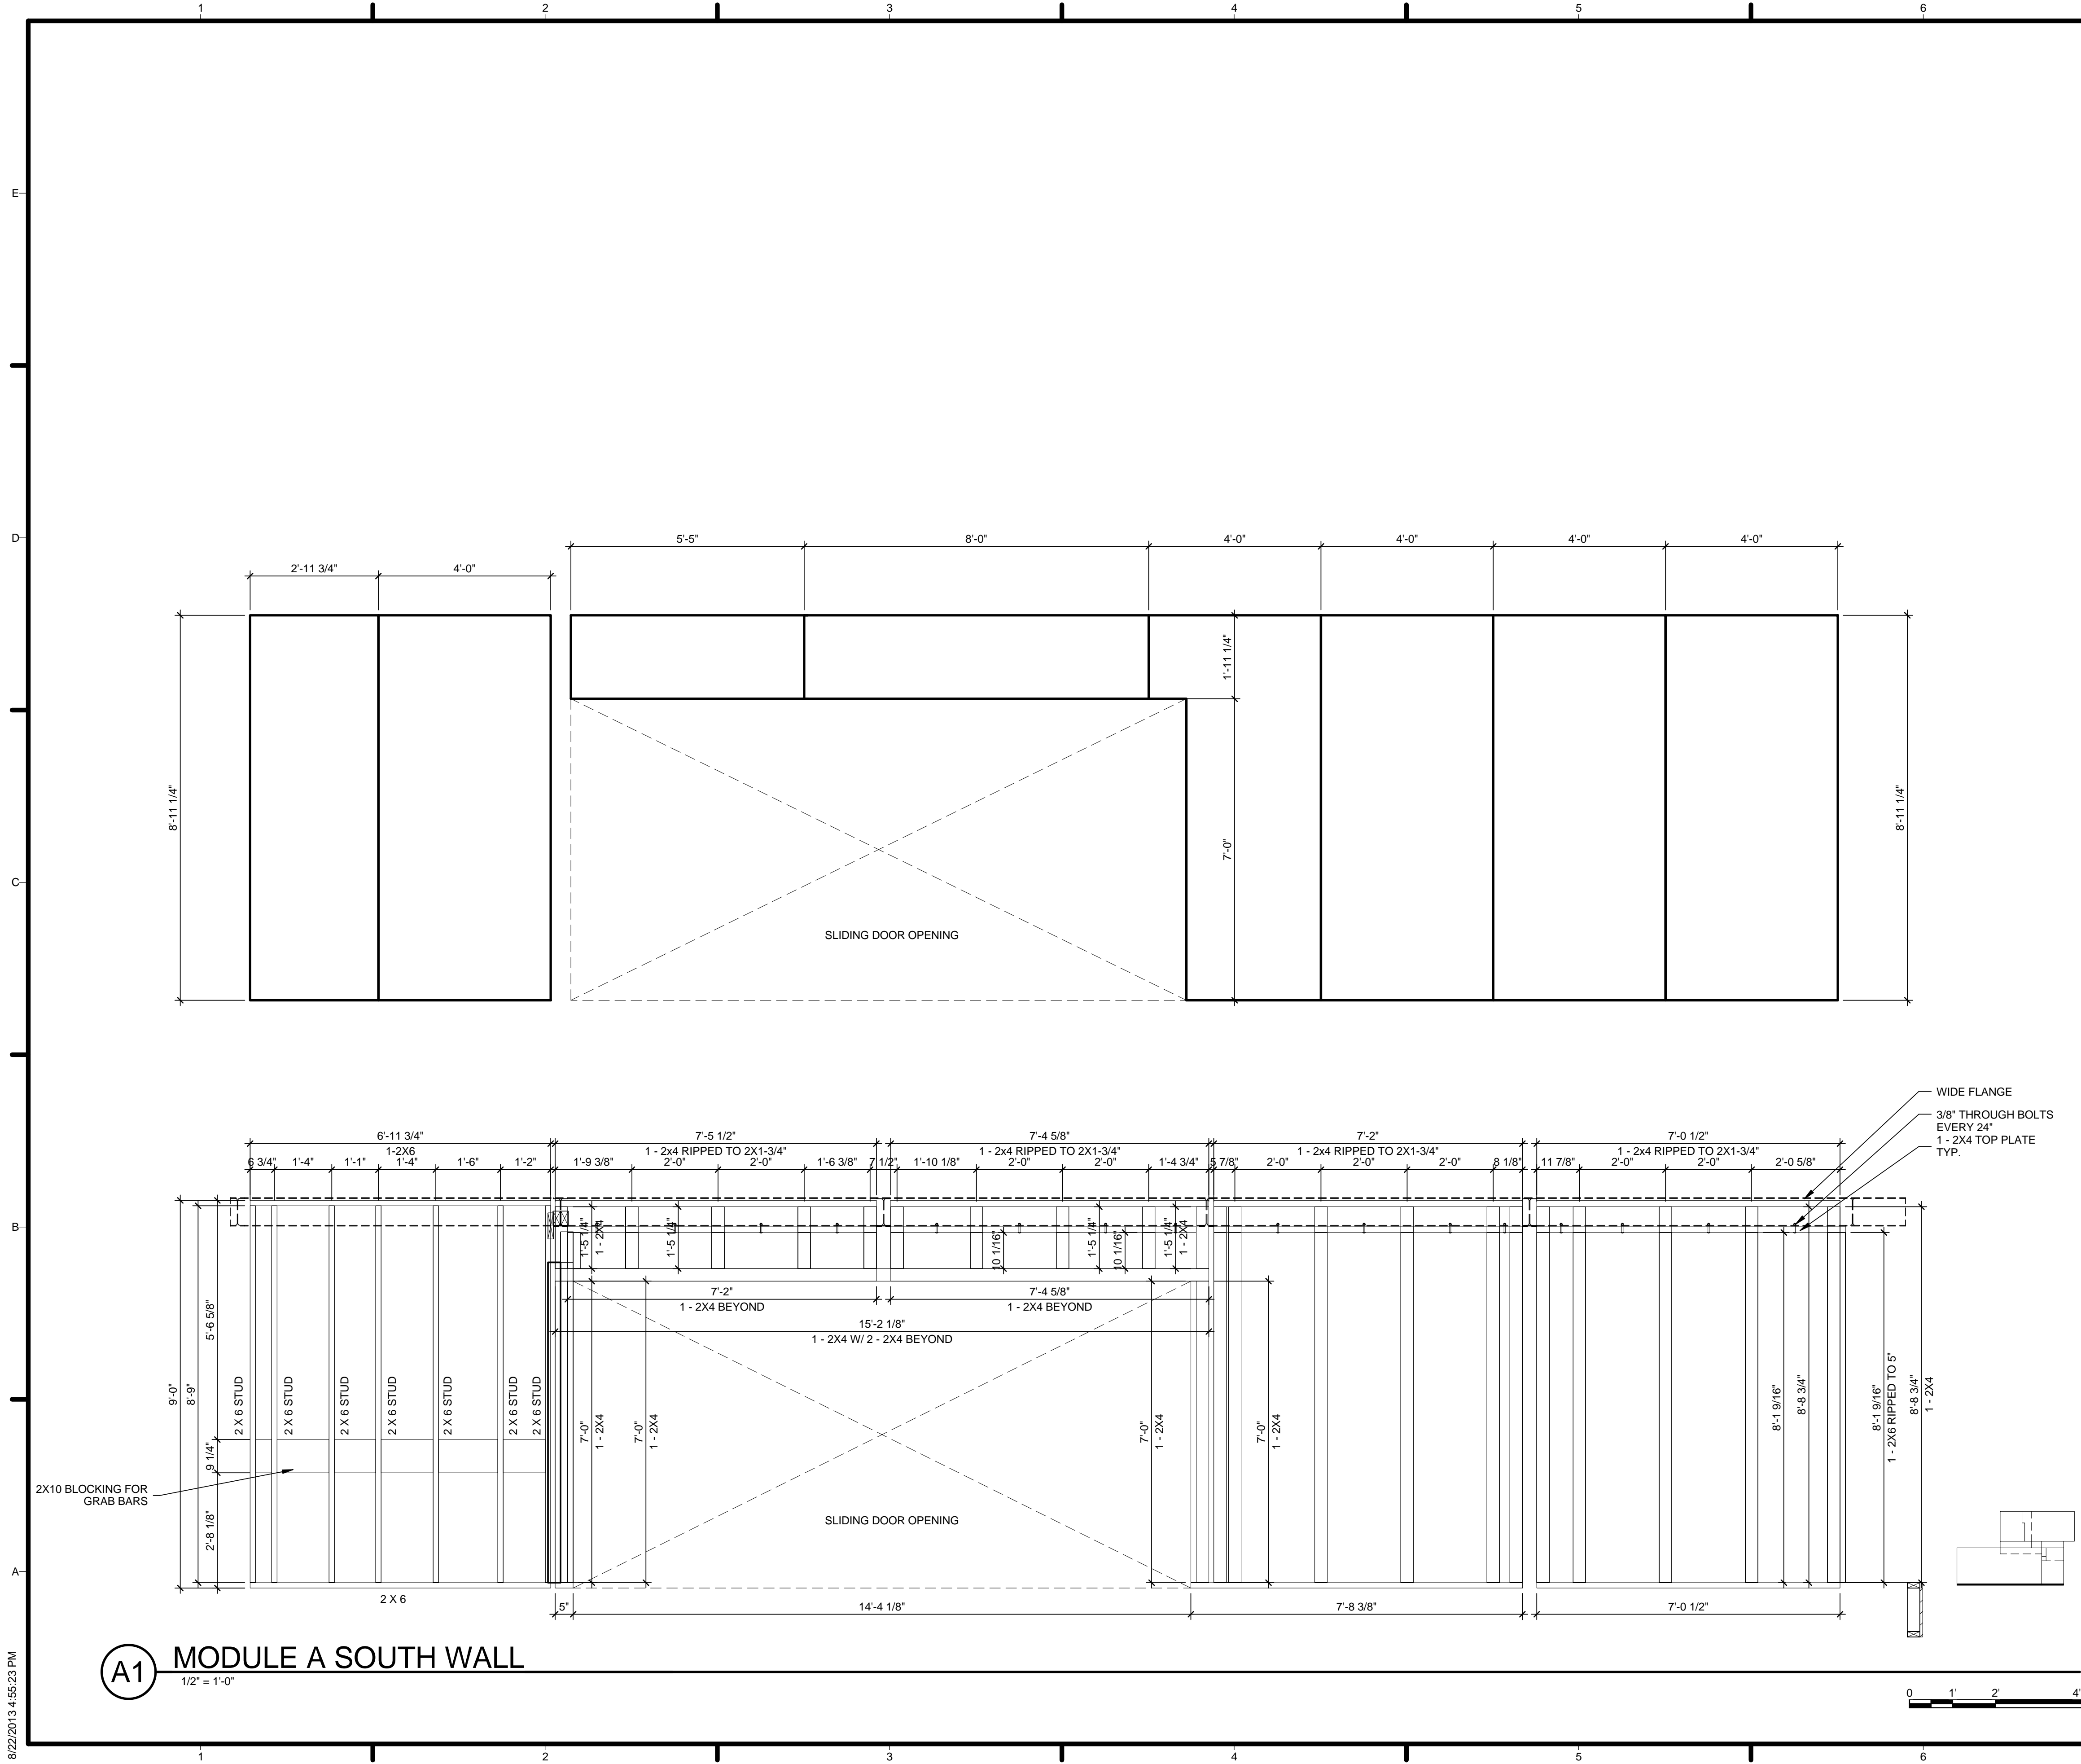 1 2 3 4 5 6
E
D
C
B
A
5'-5" 8'-0" 4'-0" 4'-0" 4'-0" 4'-0"
2'-11 3/4" 4'-0"
1'-11 1/4"
8'-11 1/4"
7'-0"
8'-11 1/4"
SLIDING DOOR OPENING
WIDE FLANGE
3/8" THROUGH BOLTS
EVERY 24"
1 - 2X4 TOP PLATE
TYP.
6'-11 3/4" 7'-5 1/2" 7'-4 5/8" 7'-2" 7'-0 1/2"
1-2X6 1 - 2x4 RIPPED TO 2X1-3/4" 1 - 2x4 RIPPED TO 2X1-3/4" 1 - 2x4 RIPPED TO 2X1-3/4" 1 - 2x4 RIPPED TO 2X1-3/4"
6 3/4" 1'-4" 1'-1" 1'-4" 1'-6" 1'-2" 1'-9 3/8" 2'-0" 2'-0" 1'-6 3/8" 7 1/2" 1'-10 1/8" 2'-0" 2'-0" 1'-4 3/4" 5 7/8" 2'-0" 2'-0" 2'-0" 8 1/8" 11 7/8" 2'-0" 2'-0" 2'-0 5/8"
1'-5 1/4"
1 - 2X4
1'-5 1/4"
10 1/16"
1'-5 1/4"
10 1/16"
1'-5 1/4"
1 - 2X4
7'-2" 7'-4 5/8"
1 - 2X4 BEYOND 1 - 2X4 BEYOND
15'-2 1/8"
1 - 2X4 W/ 2 - 2X4 BEYOND
9'-0"
8'-9"
5'-6 5/8"
9 1/4"
2'-8 1/8"
2 X 6 STUD
2 X 6 STUD
2 X 6 STUD
2 X 6 STUD
2 X 6 STUD
2 X 6 STUD
2 X 6 STUD
7'-0"
1 - 2X4
7'-0"
1 - 2X4
7'-0"
1 - 2X4
7'-0"
1 - 2X4
8'-1 9/16"
8'-8 3/4"
8'-1 9/16"
1 - 2X6 RIPPED TO 5"
8'-8 3/4"
1 - 2X4
2X10 BLOCKING FOR
GRAB BARS
SLIDING DOOR OPENING
2 X 6
5" 14'-4 1/8" 7'-8 3/8" 7'-0 1/2"
A1
MODULE A SOUTH WALL
1/2" = 1'-0"
0 1' 2' 4'
8/22/2013 4:55:23 PM
1 2 3 4 5 6